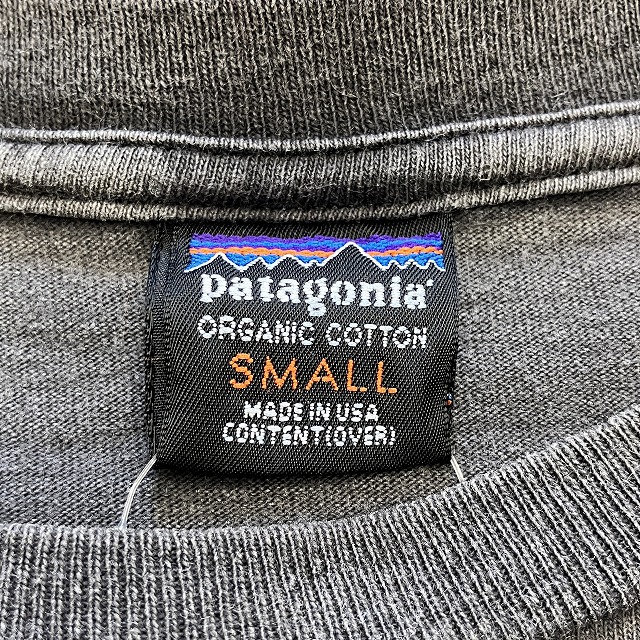 patagonia
ORGANIC COTTON
SMALL
MADE IN USA
CONTENT(OVER)